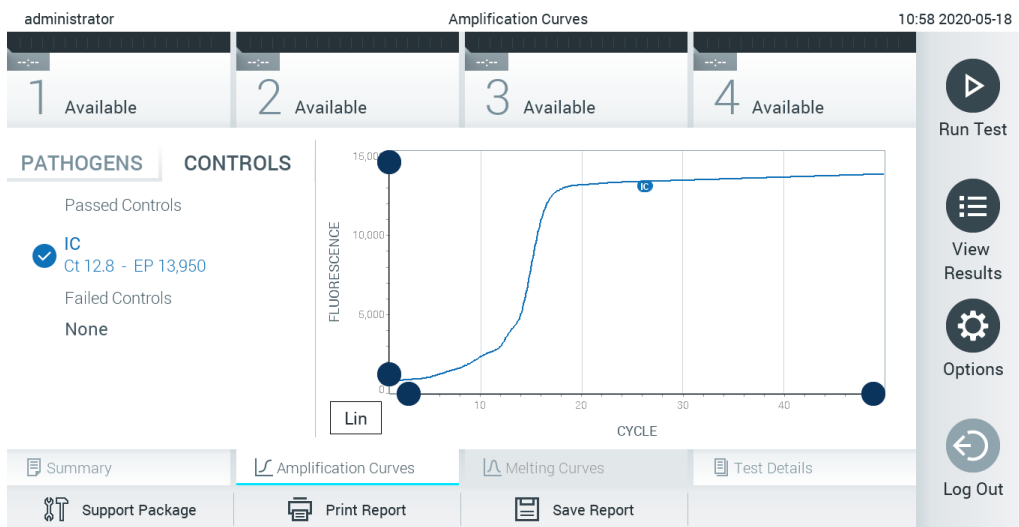 administrator
Amplification Curves
10:58 2020-05-18
--:--
--:--
--:--
--:--
1 Available
2 Available
3 Available
4 Available
Run Test
View Results
Options
Log Out
PATHOGENS
CONTROLS
Passed Controls
IC
Ct 12.8 - EP 13,950
Failed Controls
None
FLUORESCENCE
15,00
10,000
5,000
0
IC
10
20
30
40
CYCLE
Lin
Summary
Amplification Curves
Melting Curves
Test Details
Support Package
Print Report
Save Report